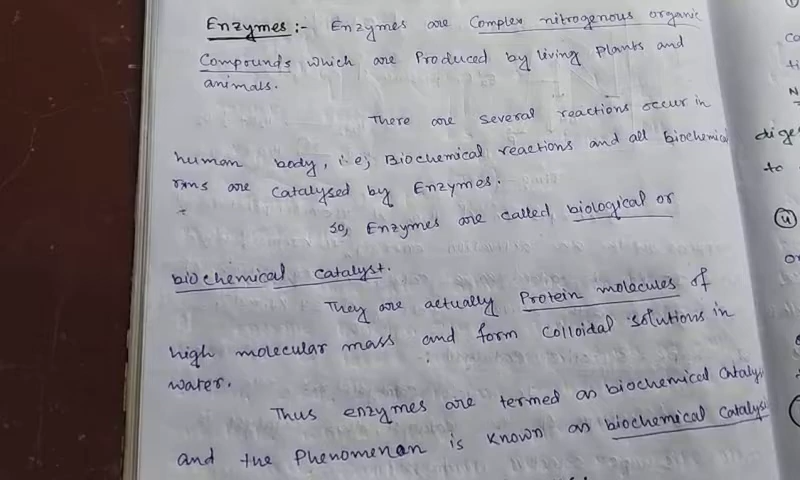 Enzymes :- Enzymes are Complex nitrogenous organic
Compounds which are Produced by living plants and
animals.
There are several reactions occur in
human body, i.e; Biochemical reactions and all biochemical
rxns are catalysed by Enzymes.
so, Enzymes are called biological or
biochemical catalyst.
They are actually Protein molacules of
high molecular mass and form colloidal solutions in
water.
Thus enzymes are termed as biochemical Cataly
and the Phenomenon is known as biochemical Catalys